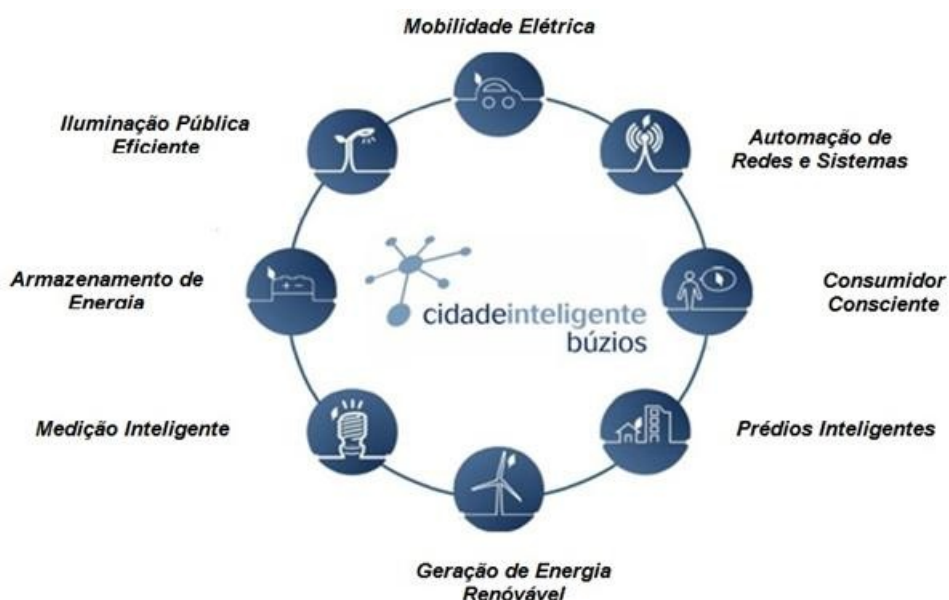 Mobilidade Elétrica
Iluminação Pública
Eficiente
Automação de
Redes e Sistemas
Armazenamento de
Energia
cidadeinteligente
búzios
Consumidor
Consciente
Medição Inteligente
Prédios Inteligentes
Geração de Energia
Renóvável